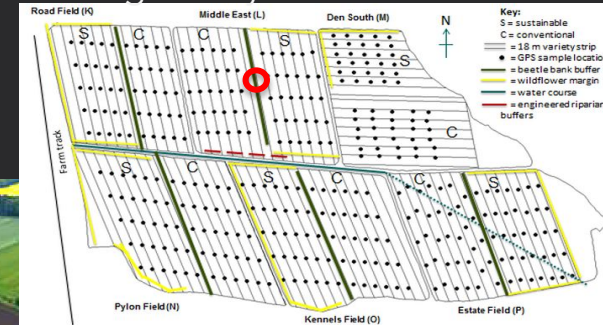 Road Field (K)
Middle East (L)
Den South (M)
N
Key:
S = sustainable
C = conventional
= 18 m variety strip
= GPS sample locatio
= beetle bank buffer
= wildflower margin
= water course
= engineered riparian
buffers
S
C
C
S
S
C
Farm track
S
C
S
C
C
S
Pylon Field (N)
Kennels Field (O)
Estate Field (P)